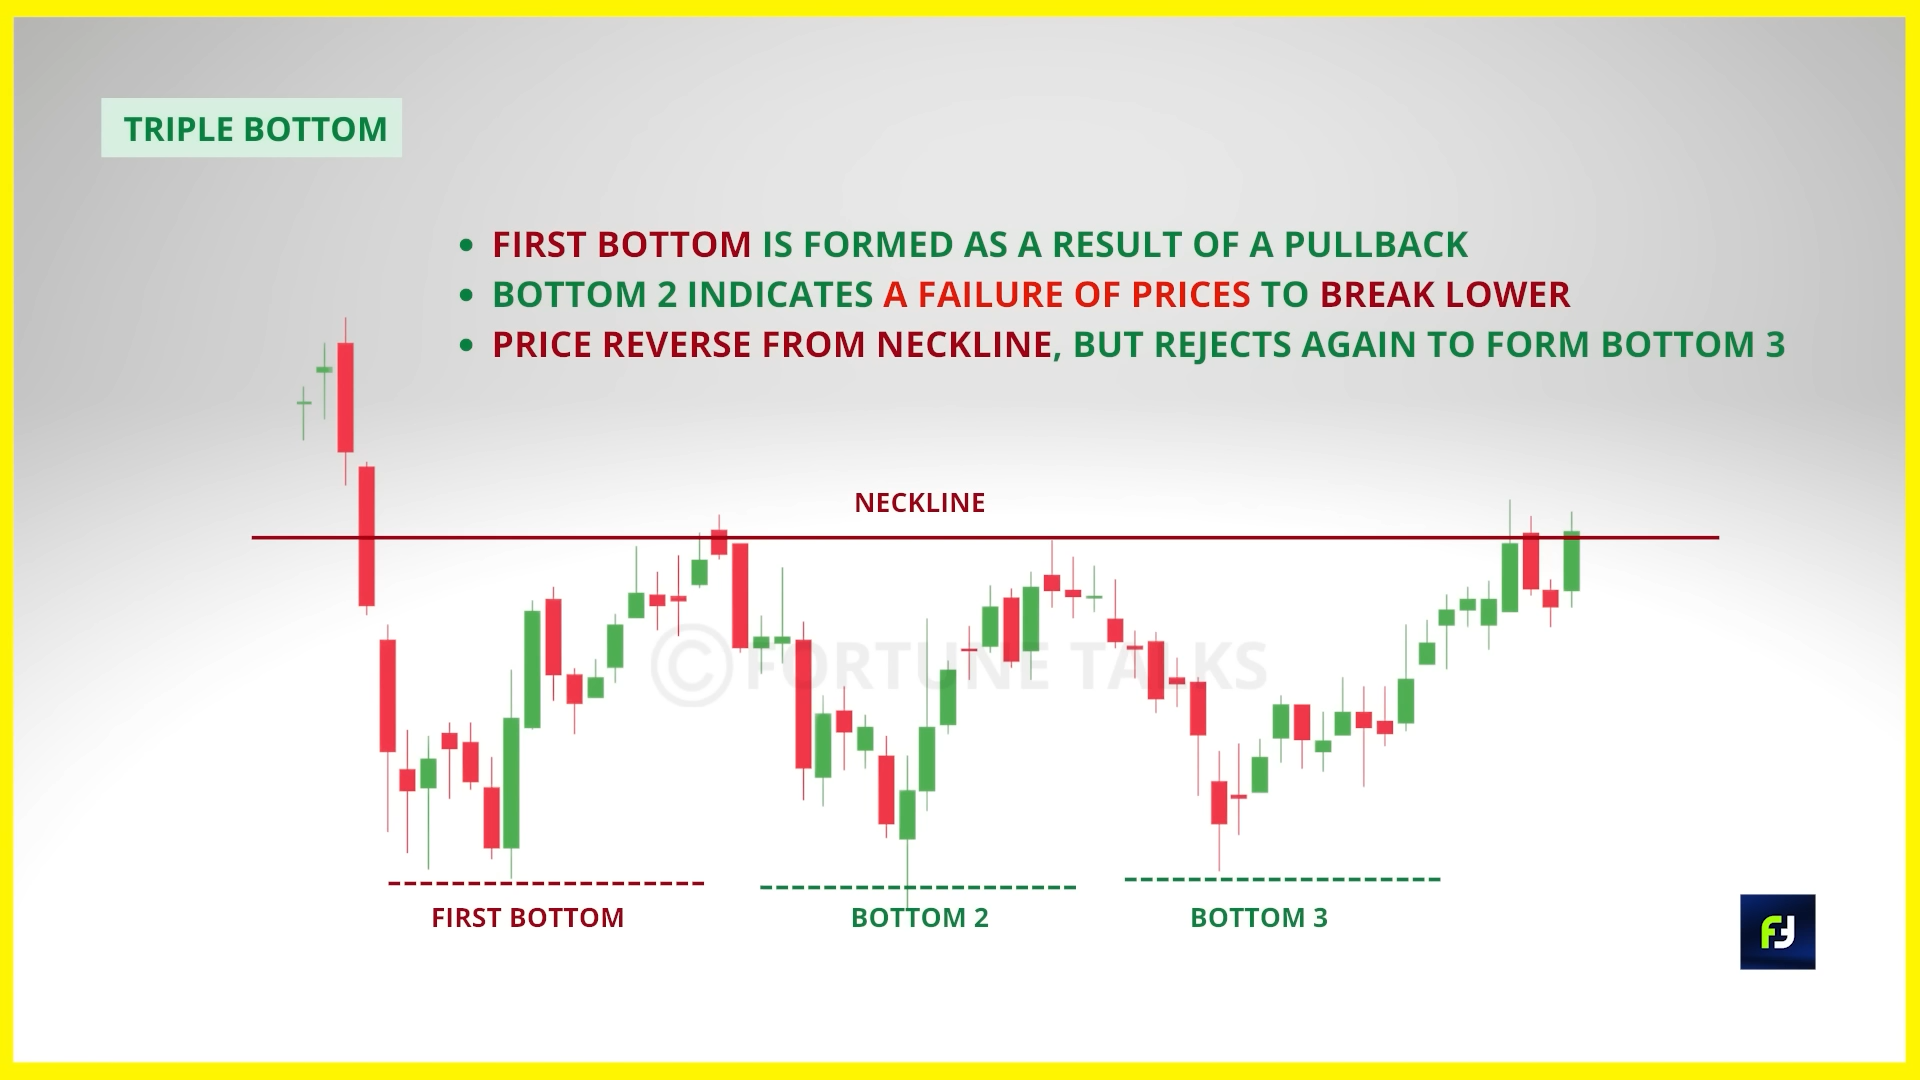 TRIPLE BOTTOM
• FIRST BOTTOM IS FORMED AS A RESULT OF A PULLBACK
• BOTTOM 2 INDICATES A FAILURE OF PRICES TO BREAK LOWER
• PRICE REVERSE FROM NECKLINE, BUT REJECTS AGAIN TO FORM BOTTOM 3
NECKLINE
© FORTUNE TALKS
FIRST BOTTOM
BOTTOM 2
BOTTOM 3